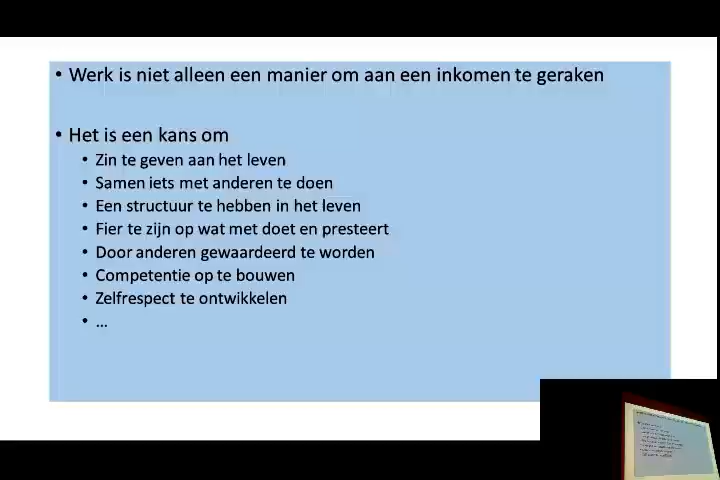 • Werk is niet alleen een manier om aan een inkomen te geraken
• Het is een kans om
• Zin te geven aan het leven
• Samen iets met anderen te doen
• Een structuur te hebben in het leven
• Fier te zijn op wat met doet en presteert
• Door anderen gewaardeerd te worden
• Competentie op te bouwen
• Zelfrespect te ontwikkelen
• ...